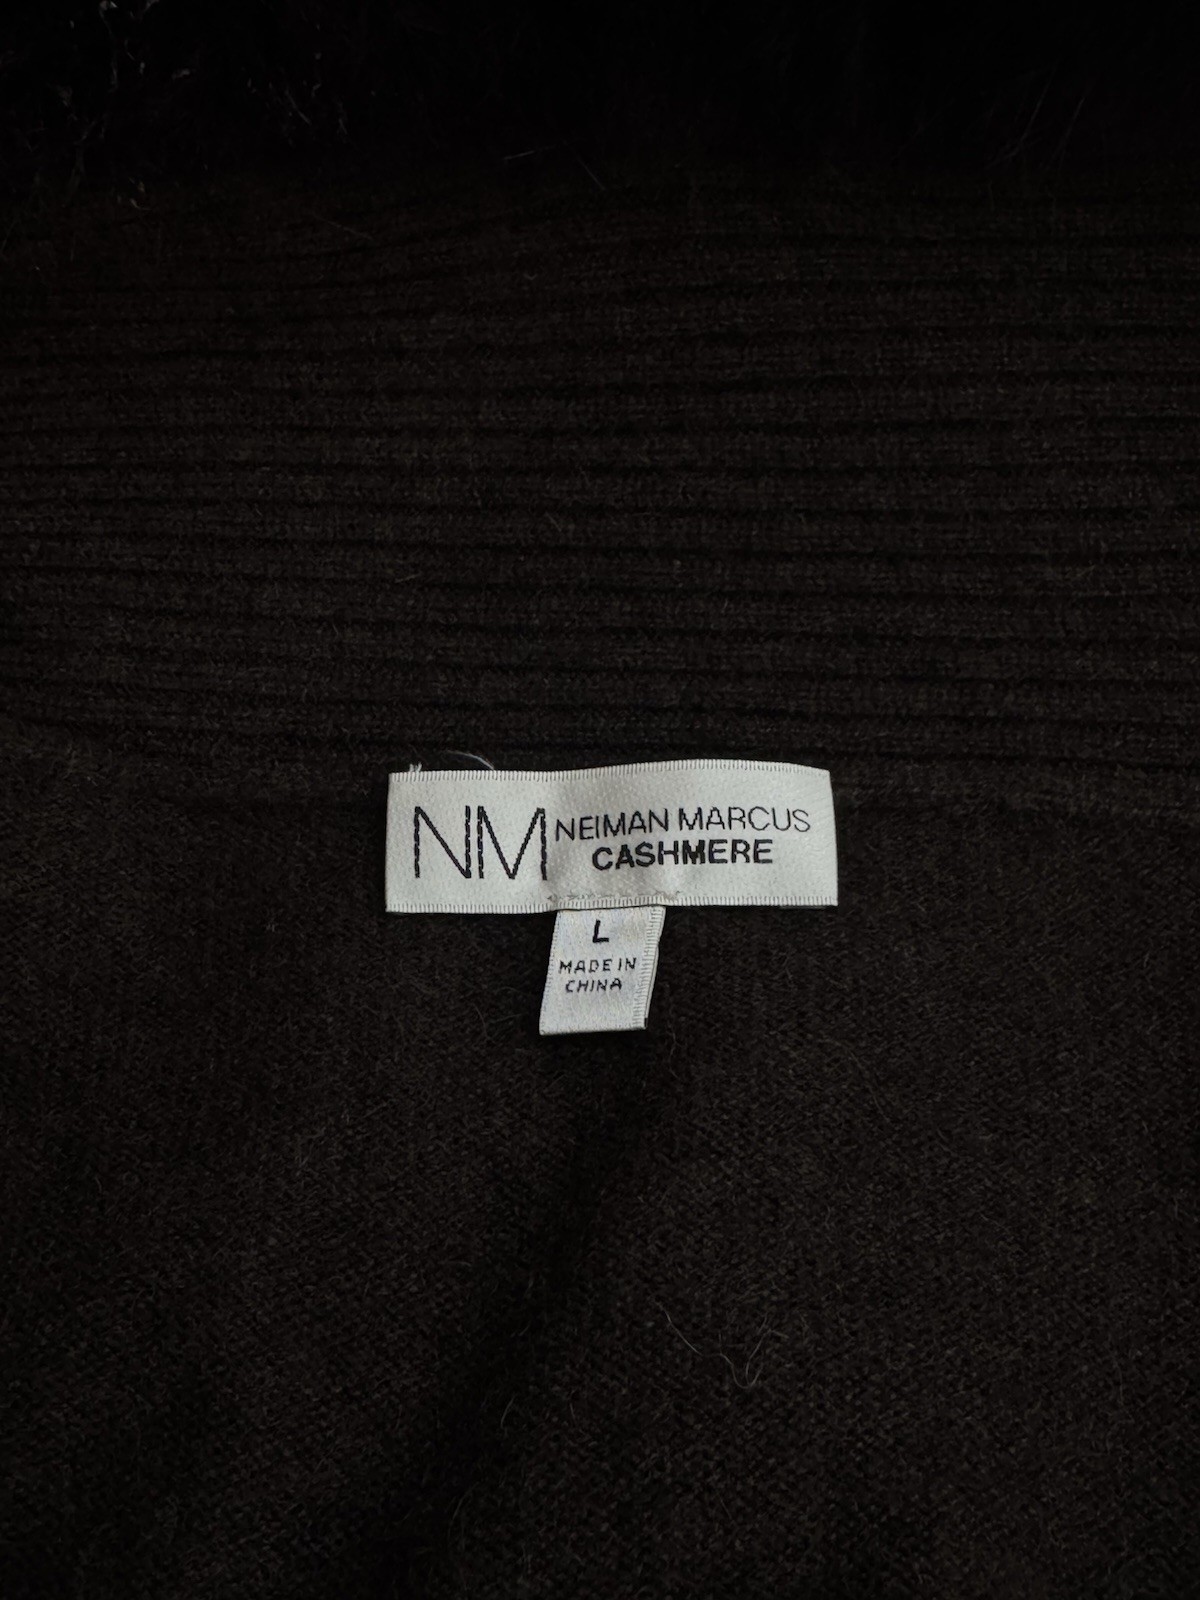 NM
NEIMAN MARCUS
CASHMERE
L
MADE IN
CHINA